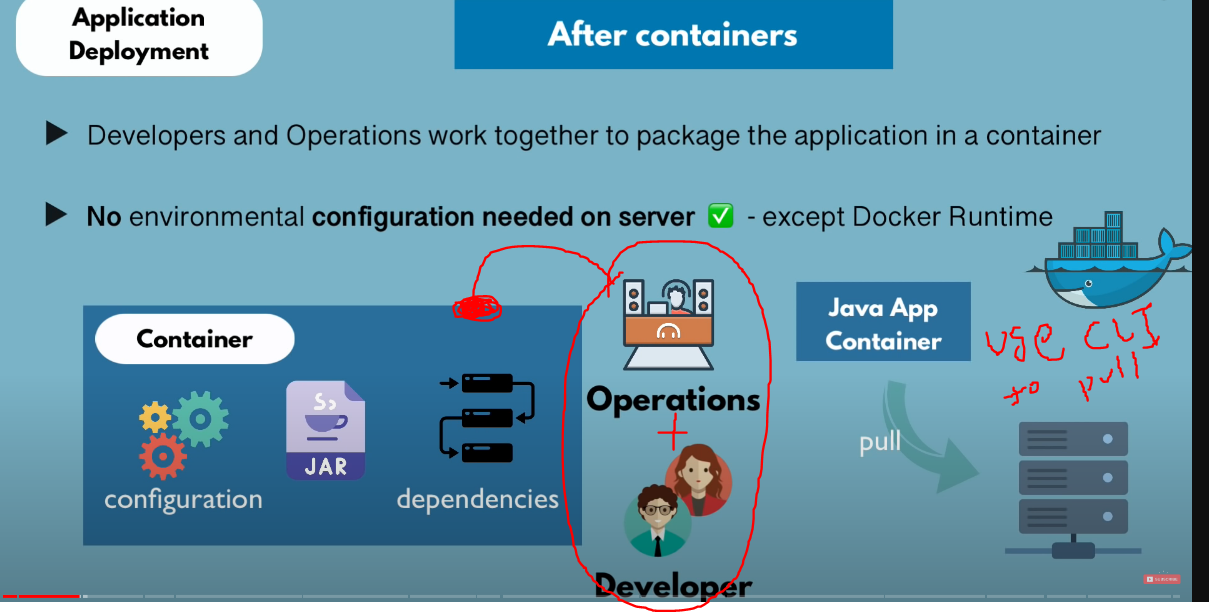 Application
Deployment
After containers
Developers and Operations work together to package the application in a container
No environmental configuration needed on server ✅ - except Docker Runtime
Container
configuration
JAR
dependencies
Operations
+
Developer
Java App
Container
use CLI
to pull
pull
SUBSCRIBE